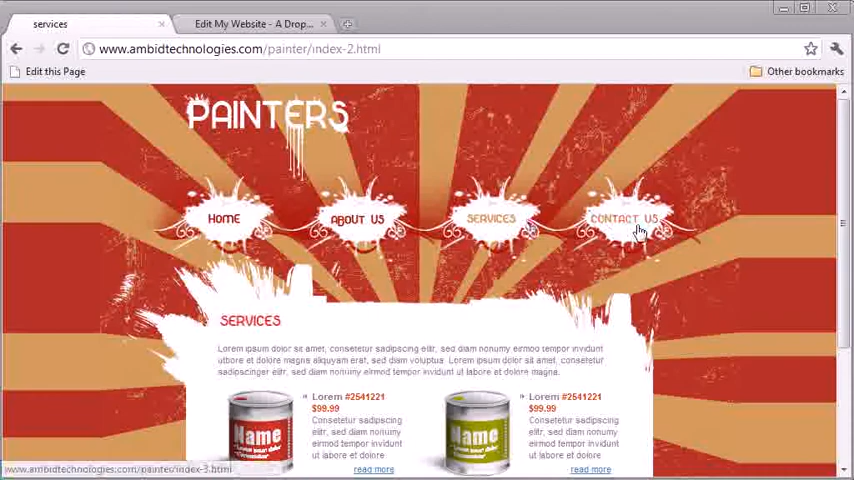 services
Edit My Website - A Drop...
www.ambidtechnologies.com/painter/index-2.html
Edit this Page
Other bookmarks
PAINTERS
HOME
ABOUT US
SERVICES
CONTACT US
SERVICES
Lorem ipsum dolor sit amet, consetetur sadipscing elitr, sed diam nonumy eirmod tempor invidunt
utboree et dolore magna aliquyam erat, sed diam voluptua. Lorem ipsum dolor sit amet, consetetur
sadipscinger elitr, sed diam nonumy eirmod tempor invidunt ut labore et dolore magna.
Lorem #2541221
$99.99
Consetetur sadipscing
elitr, sed diam nonumy
eirmod tempor invidunt
ut labore et dolore
read more
Name
Lorem #2541221
$99.99
Consetetur sadipscing
elitr, sed diam nonumy
eirmod tempor invidunt
ut labore et dolore
read more
Name
www.ambidtechnologies.com/painter/index-3.html